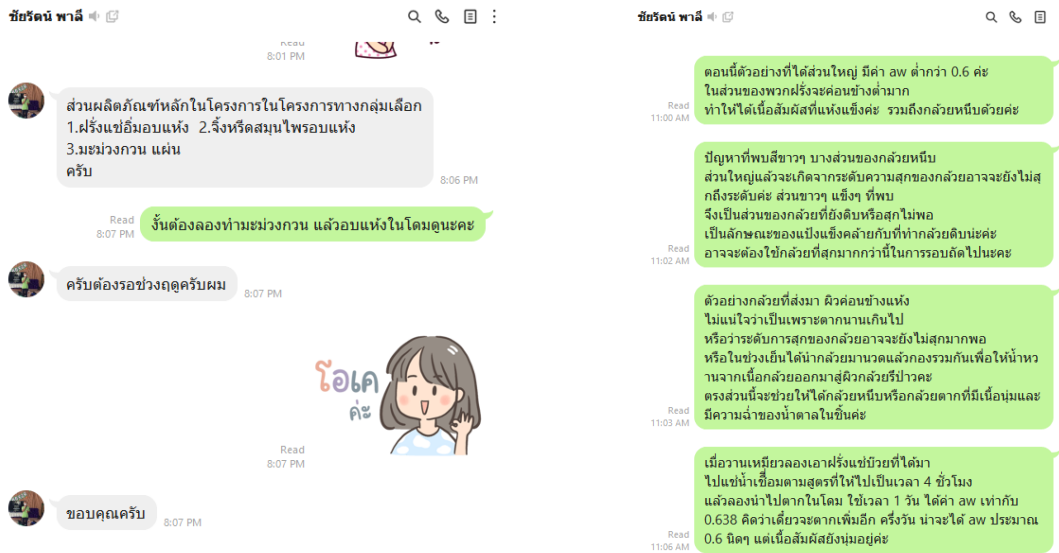 ชัยรัตน์ พาลี
Read
8:01 PM
ส่วนผลิตภัณฑ์หลักในโครงการในโครงการทางกลุ่มเลือก
1.ฝรั่งแช่อิ่มอบแห้ง 2.จิ้งหรีดสมุนไพรอบแห้ง
3.มะม่วงกวน แผ่น
ครับ
8:06 PM
Read
8:07 PM
งั้นต้องลองทำมะม่วงกวน แล้วอบแห้งในโดมดูนะคะ
ครับต้องรอช่วงฤดูครับผม
8:07 PM
โอเค
ค่ะ
Read
8:07 PM
ขอบคุณครับ
8:07 PM
ชัยรัตน์ พาลี
ตอนนี้ตัวอย่างที่ได้ส่วนใหญ่ มีค่า aw ต่ำกว่า 0.6 ค่ะ
ในส่วนของพวกฝรั่งจะค่อนข้างต่ำมาก
ทำให้ได้เนื้อสัมผัสที่แห้งแข็งค่ะ รวมถึงกล้วยหนึบด้วยค่ะ
Read
11:00 AM
ปัญหาที่พบสีขาวๆ บางส่วนของกล้วยหนึบ
ส่วนใหญ่แล้วจะเกิดจากระดับความสุกของกล้วยอาจจะยังไม่สุ
กถึงระดับค่ะ ส่วนขาวๆ แข็งๆ ที่พบ
จึงเป็นส่วนของกล้วยที่ยังดิบหรือสุกไม่พอ
เป็นลักษณะของแป้งแข็งคล้ายกับที่ทำกล้วยดิบน่ะค่ะ
อาจจะต้องใช้กล้วยที่สุกมากกว่านี้ในการรอบถัดไปนะคะ
Read
11:02 AM
ตัวอย่างกล้วยที่ส่งมา ผิวค่อนข้างแห้ง
ไม่แน่ใจว่าเป็นเพราะตากนานเกินไป
หรือว่าระดับการสุกของกล้วยอาจจะยังไม่สุกมากพอ
หรือในช่วงเย็นได้นำกล้วยมานวดแล้วกองรวมกันเพื่อให้น้ำหว
านจากเนื้อกล้วยออกมาสู่ผิวกล้วยรึป่าวคะ
ตรงส่วนนี้จะช่วยให้ได้กล้วยหนึบหรือกล้วยตากที่มีเนื้อนุ่มและ
มีความฉ่ำของน้ำตาลในชิ้นค่ะ
Read
11:03 AM
เมื่อวานเหมียวลองเอาฝรั่งแช่บ๊วยที่ได้มา
ไปแช่น้ำเชื่อมตามสูตรที่ให้ไปเป็นเวลา 4 ชั่วโมง
แล้วลองนำไปตากในโดม ใช้เวลา 1 วัน ได้ค่า aw เท่ากับ
0.638 คิดว่าเดี๋ยวจะตากเพิ่มอีก ครึ่งวัน น่าจะได้ aw ประมาณ
0.6 นิดๆ แต่เนื้อสัมผัสยังนุ่มอยู่ค่ะ
Read
11:06 AM